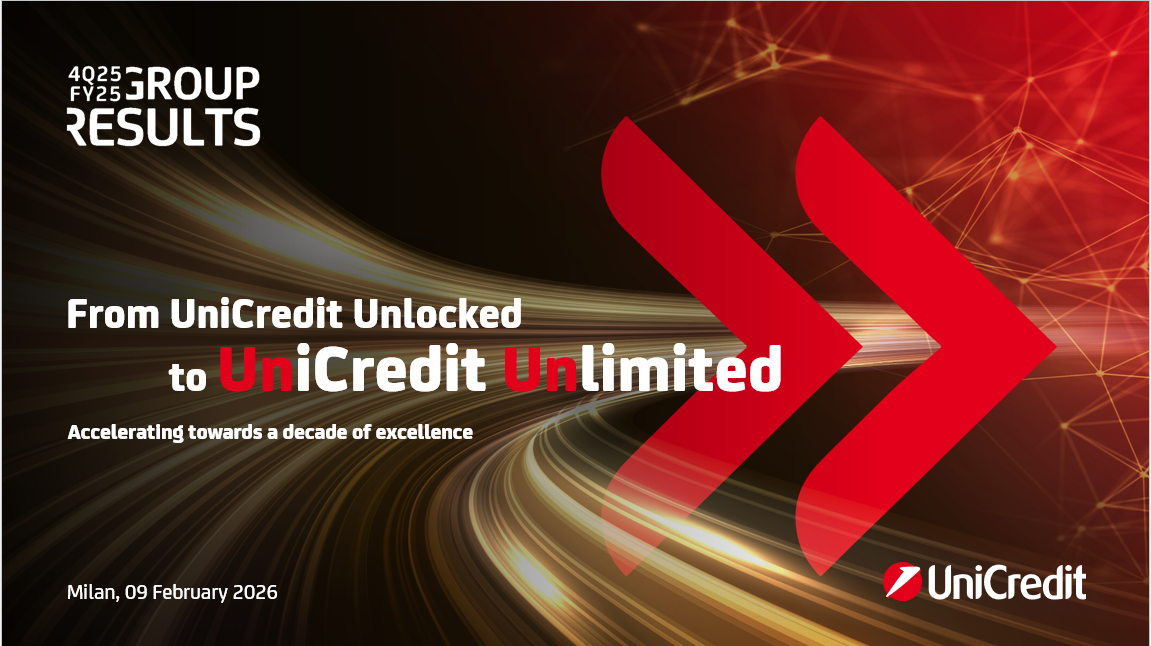 4Q25
FY25 GROUP
RESULTS
From UniCredit Unlocked
to UniCredit Unlimited
Accelerating towards a decade of excellence
Milan, 09 February 2026
UniCredit